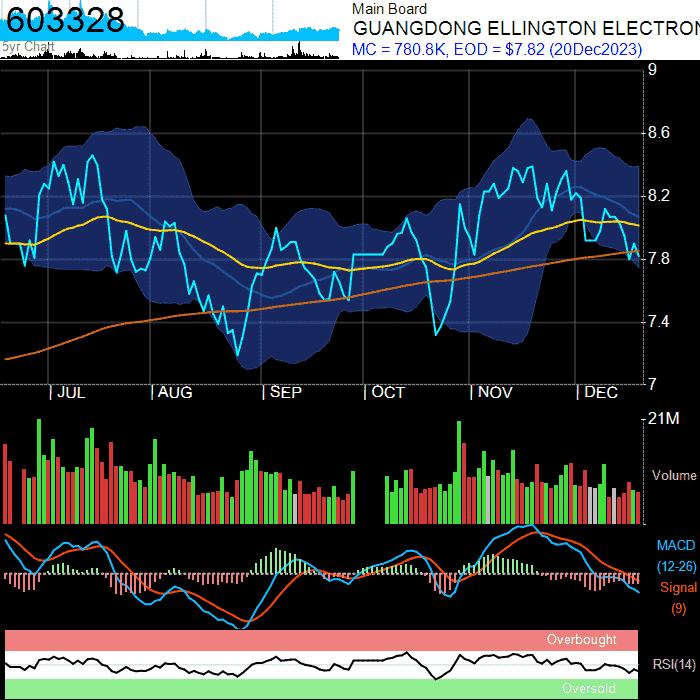 603328
5yr Chart
Main Board
GUANGDONG ELLINGTON ELECTRON
MC = 780.8K, EOD = $7.82 (20Dec2023)
9
8.6
8.2
7.8
7.4
7
| JUL | AUG | SEP | OCT | NOV | DEC
21M
Volume
MACD
(12-26)
Signal
(9)
Overbought
RSI(14)
Oversold